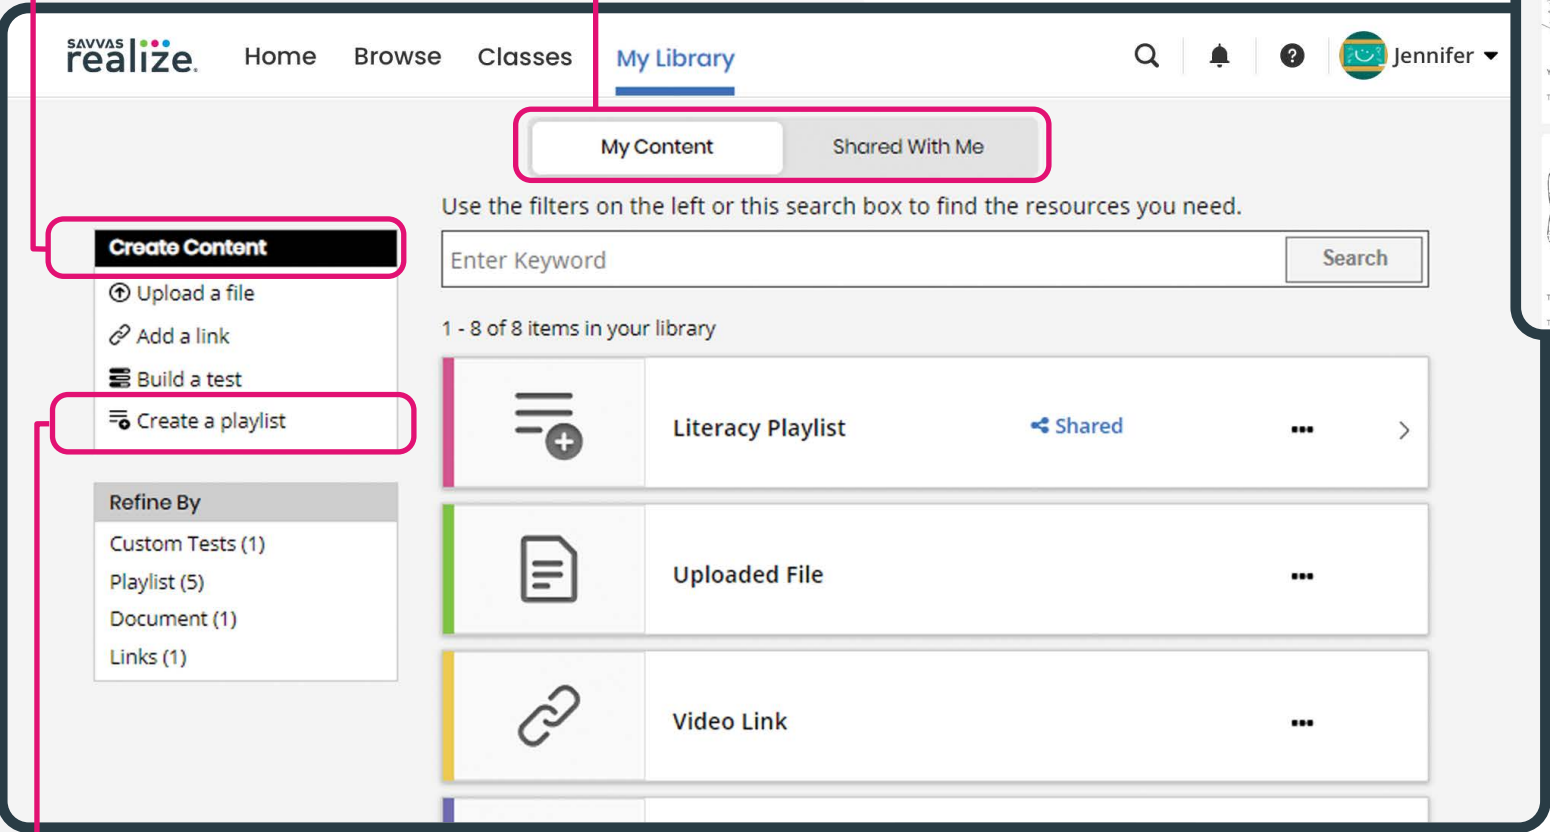 SAVVAS
realize.
Home Browse Classes My Library
Jennifer
My Content Shared With Me
Use the filters on the left or this search box to find the resources you need.
Enter Keyword Search
1 - 8 of 8 items in your library
Create Content
Upload a file
Add a link
Build a test
Create a playlist
Refine By
Custom Tests (1)
Playlist (5)
Document (1)
Links (1)
Literacy Playlist Shared
Uploaded File
Video Link